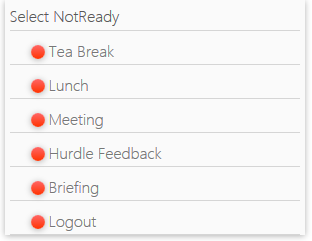 Select NotReady
Tea Break
Lunch
Meeting
Hurdle Feedback
Briefing
Logout